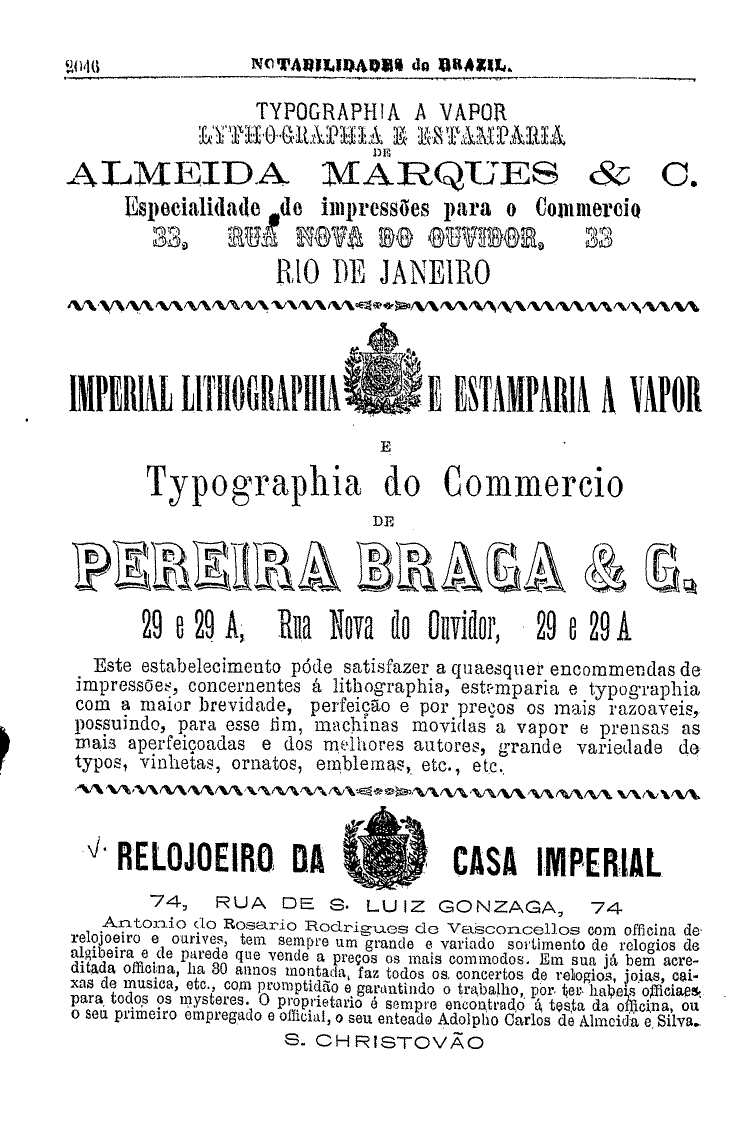 2046 NOTABILIDADES do BRAZIL.
TYPOGRAPHIA A VAPOR
LYTHOGRAPHIA E ESTAMPARIA
DE
ALMEIDA MARQUES & C.
Especialidade de impressões para o Commercio
33, RUA NOVA DO OUVIDOR, 33
RIO DE JANEIRO
IMPERIAL LITHOGRAPHIA E ESTAMPARIA A VAPOR
E
Typographia do Commercio
DE
PEREIRA BRAGA & C.
29 e 29 A, Rua Nova do Ouvidor, 29 e 29 A
Este estabelecimento póde satisfazer a quaesquer encommendas de
impressões, concernentes á lithographia, estamparia e typographia
com a maior brevidade, perfeição e por preços os mais razoaveis,
possuindo, para esse fim, machinas movidas a vapor e prensas as
mais aperfeiçoadas e dos melhores autores, grande variedade de
typos, vinhetas, ornatos, emblemas, etc., etc.
RELOJOEIRO DA CASA IMPERIAL
74, RUA DE S. LUIZ GONZAGA, 74
Antonio do Rosario Rodrigues de Vasconcellos com officina de
relojoeiro e ourives, tem sempre um grande e variado sortimento de relogios de
algibeira e de parede que vende a preços os mais commodos. Em sua já bem acre-
ditada officina, ha 30 annos montada, faz todos os concertos de relogios, joias, cai-
xas de musica, etc., com promptidão e garantindo o trabalho, por ter habeis officiaes
para todos os mysteres. O proprietario é sempre encontrado á testa da officina, ou
o seu primeiro empregado e official, o seu enteado Adolpho Carlos de Almeida e Silva.
S. CHRISTOVÃO